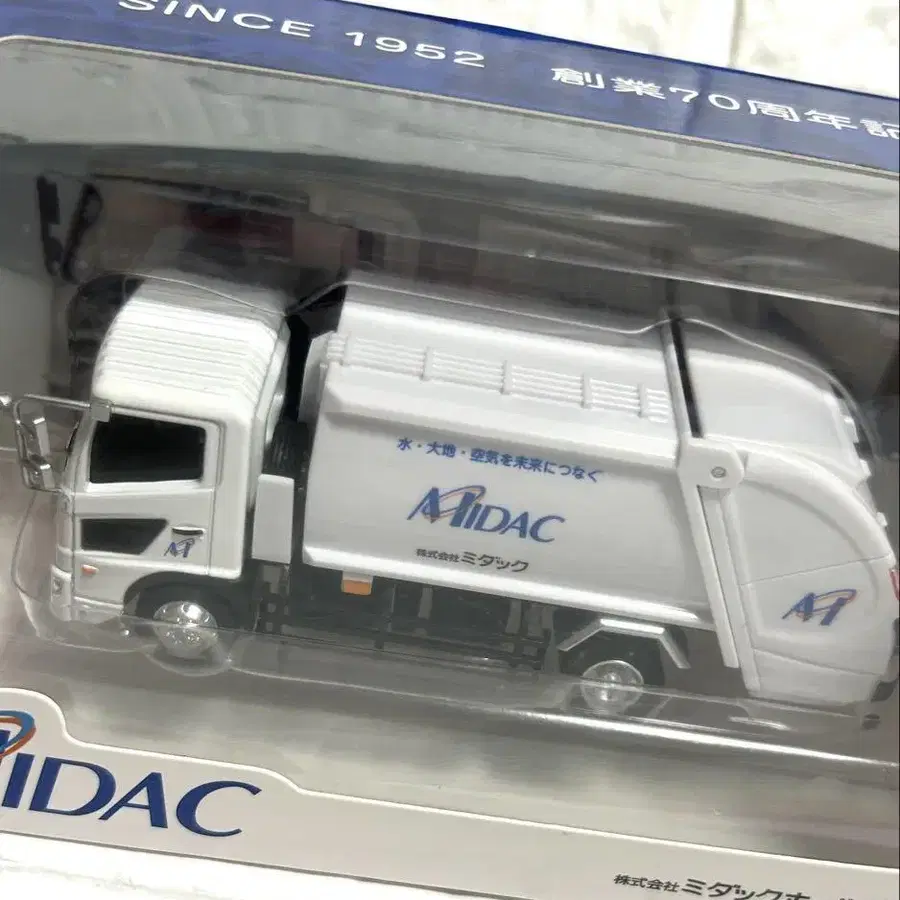 SINCE 1952 創業70周年記
水・大地・空気を未来につなぐ
MIDAC
株式会社ミダック
M
M
MIDAC
株式会社ミダックホ